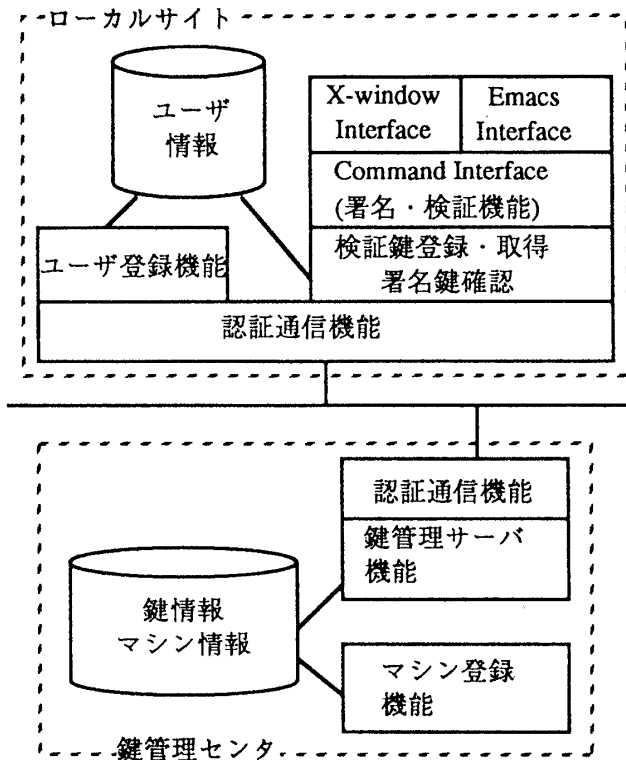 ローカルサイト
ユーザ
情報
X-window
Interface
Emacs
Interface
Command Interface
(署名・検証機能)
ユーザ登録機能
検証鍵登録・取得
署名鍵確認
認証通信機能
認証通信機能
鍵管理サーバ
機能
鍵情報
マシン情報
マシン登録
機能
鍵管理センタ